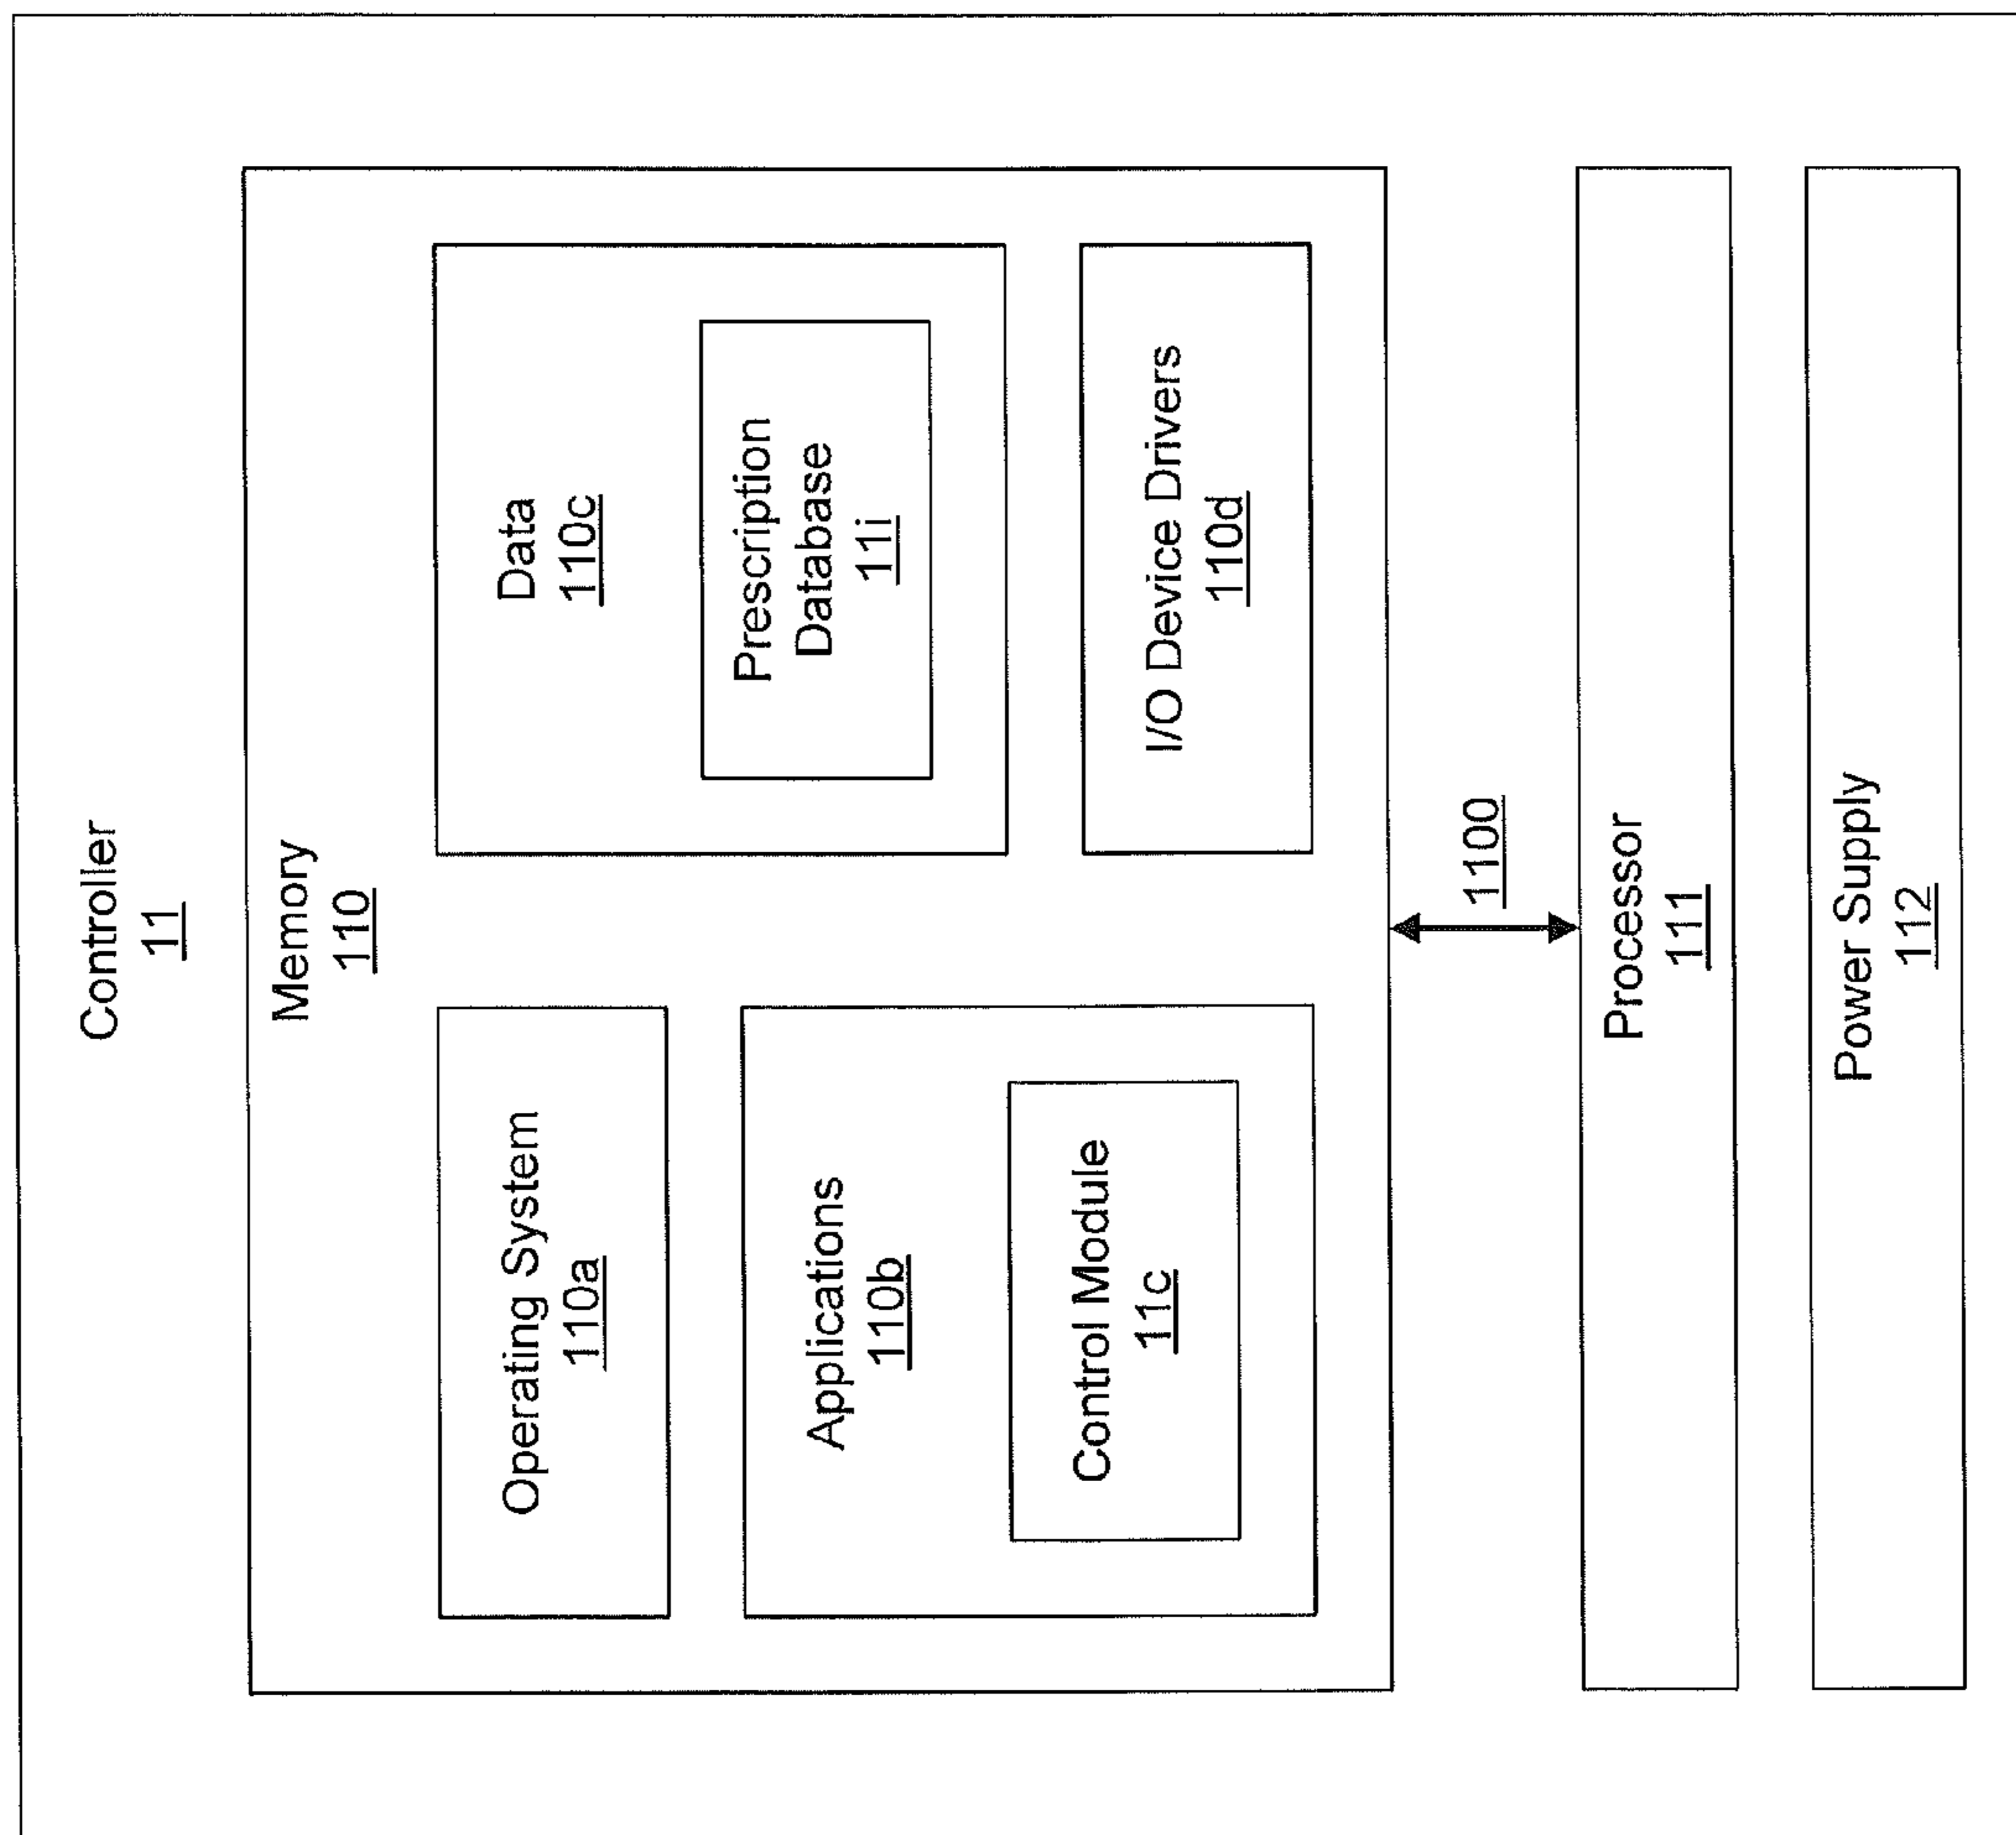 Controller
11
Memory
110
Operating System
110a
Data
110c
Applications
110b
Prescription
Database
11i
Control Module
11c
I/O Device Drivers
110d
1100
Processor
111
Power Supply
112